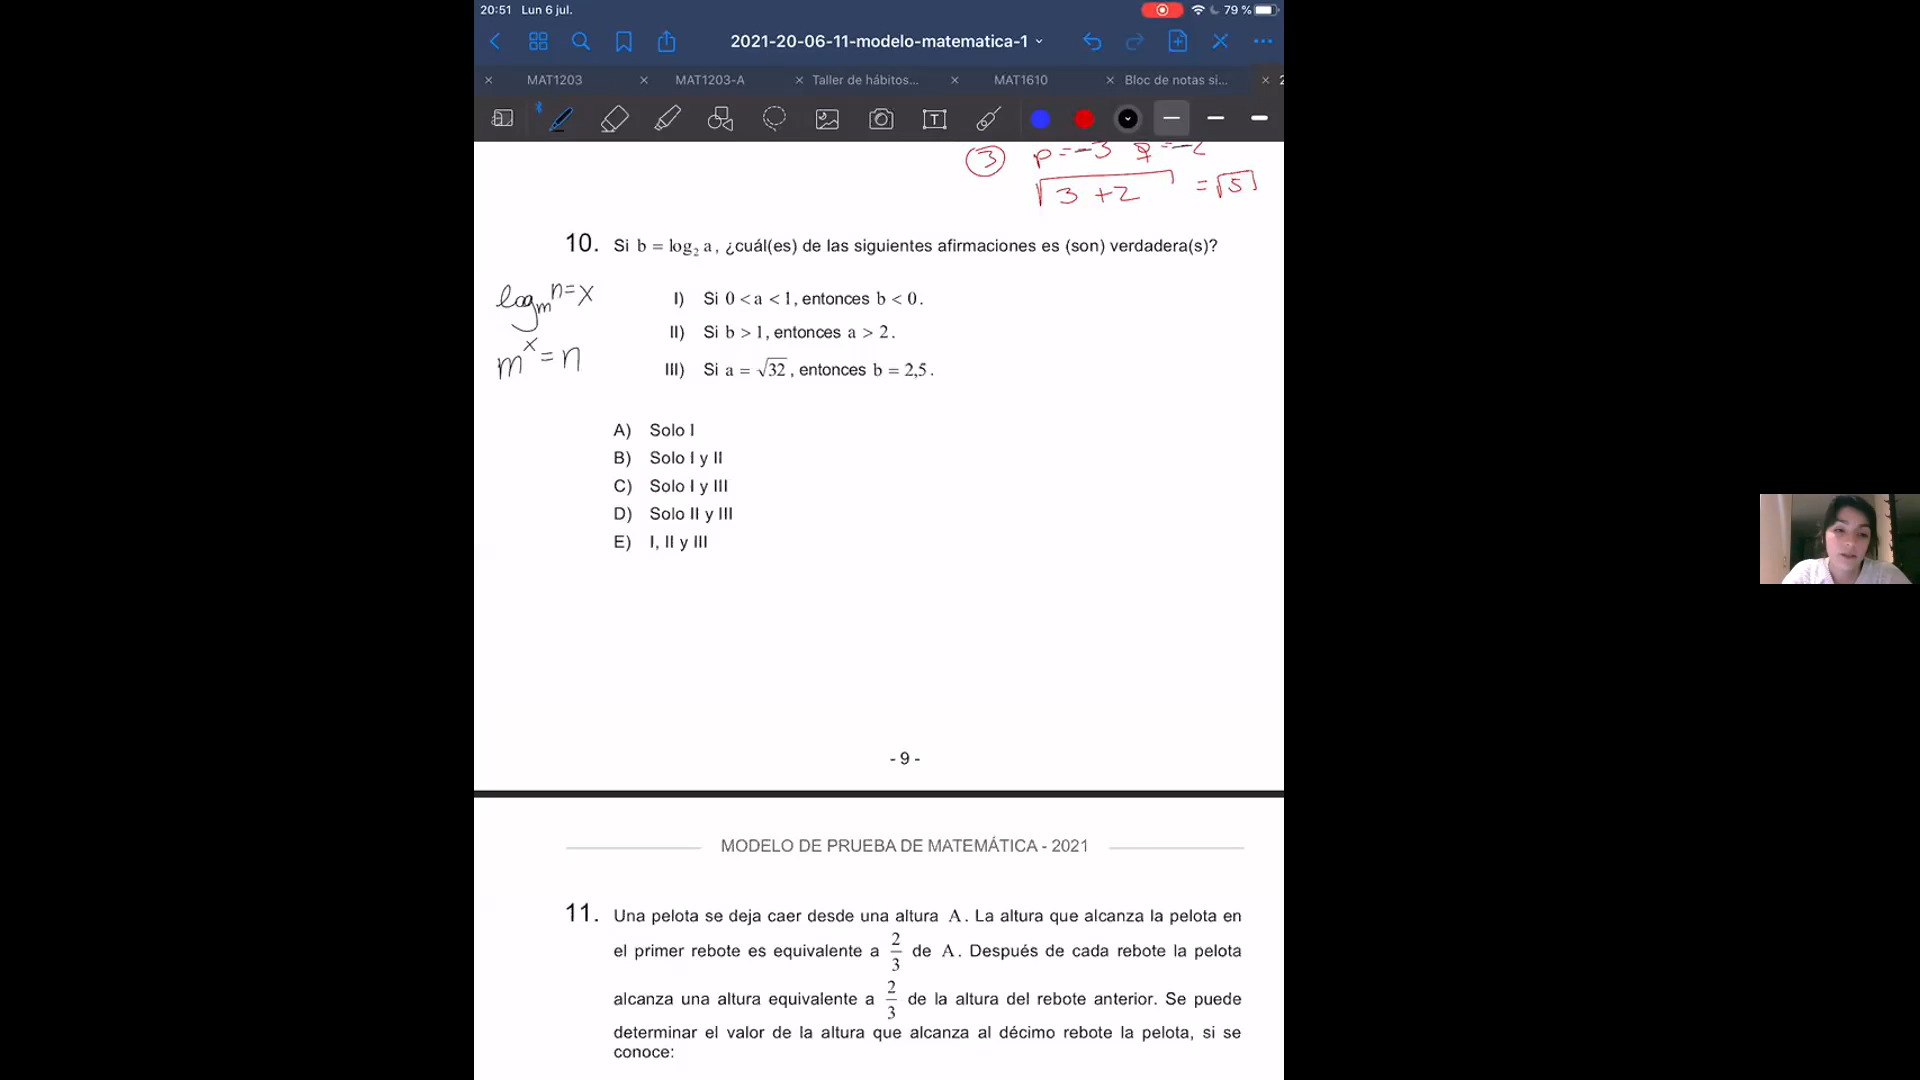 20:51 Lun 6 jul. 79 %
2021-20-06-11-modelo-matematica-1
MAT1203 MAT1203-A Taller de hábitos... MAT1610 Bloc de notas si... 2
3 p = -3 q = -2
√3 + 2 = √5
10. Si b = log₂ a, ¿cuál(es) de las siguientes afirmaciones es (son) verdadera(s)?
logₘ n = x
mˣ = n
I) Si 0 < a < 1, entonces b < 0.
II) Si b > 1, entonces a > 2.
III) Si a = √32, entonces b = 2,5.
A) Solo I
B) Solo I y II
C) Solo I y III
D) Solo II y III
E) I, II y III
- 9 -
MODELO DE PRUEBA DE MATEMÁTICA - 2021
11. Una pelota se deja caer desde una altura A. La altura que alcanza la pelota en
el primer rebote es equivalente a 2/3 de A. Después de cada rebote la pelota
alcanza una altura equivalente a 2/3 de la altura del rebote anterior. Se puede
determinar el valor de la altura que alcanza al décimo rebote la pelota, si se
conoce: